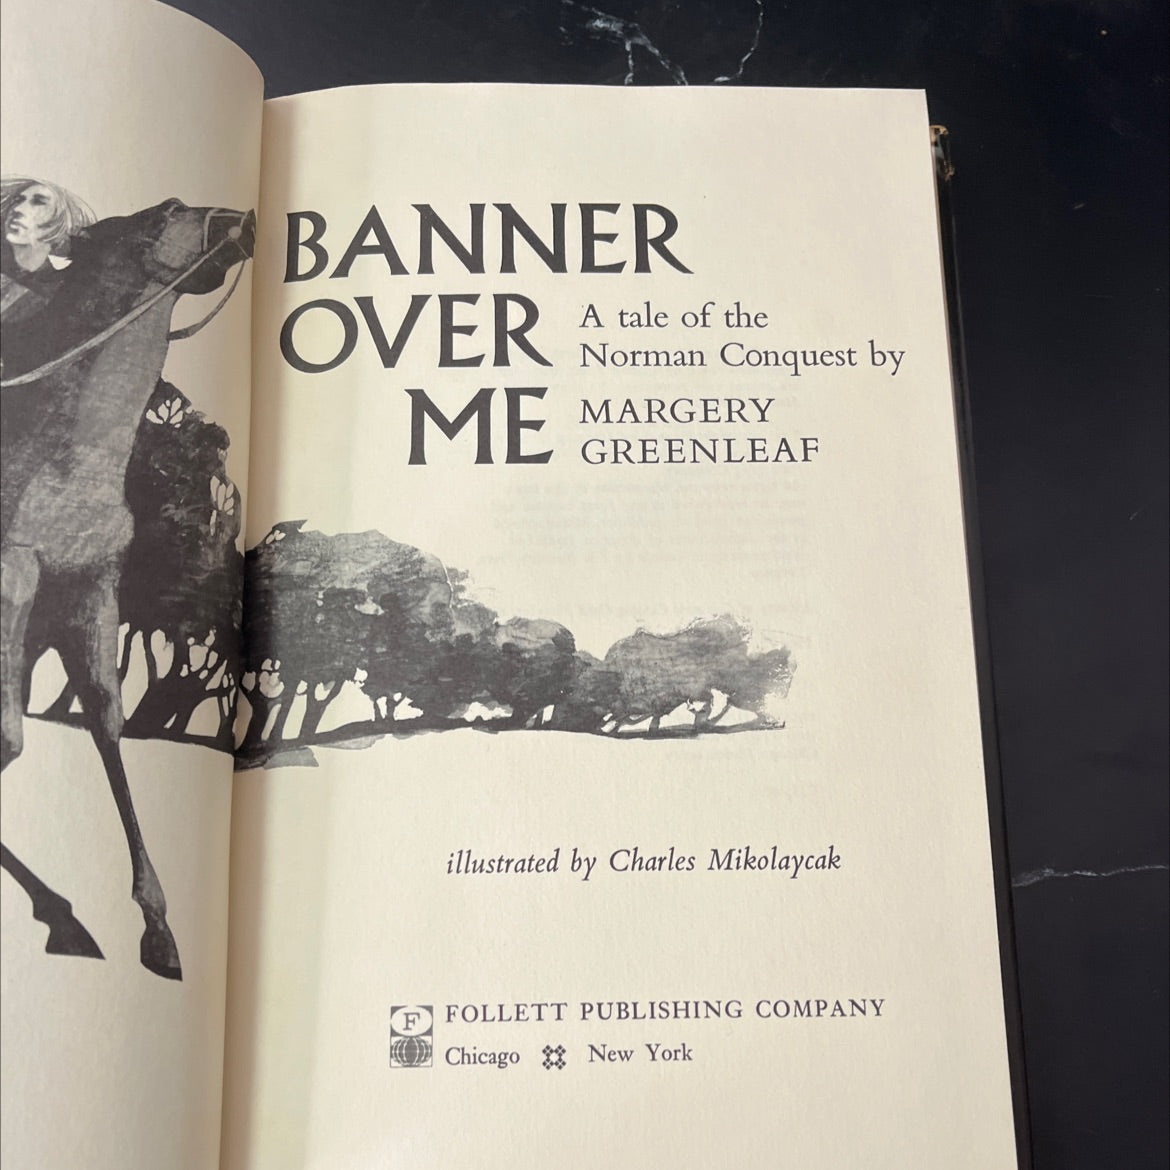 BANNER
OVER
ME
A tale of the
Norman Conquest by
MARGERY
GREENLEAF
illustrated by Charles Mikolaycak
F
FOLLETT PUBLISHING COMPANY
Chicago New York